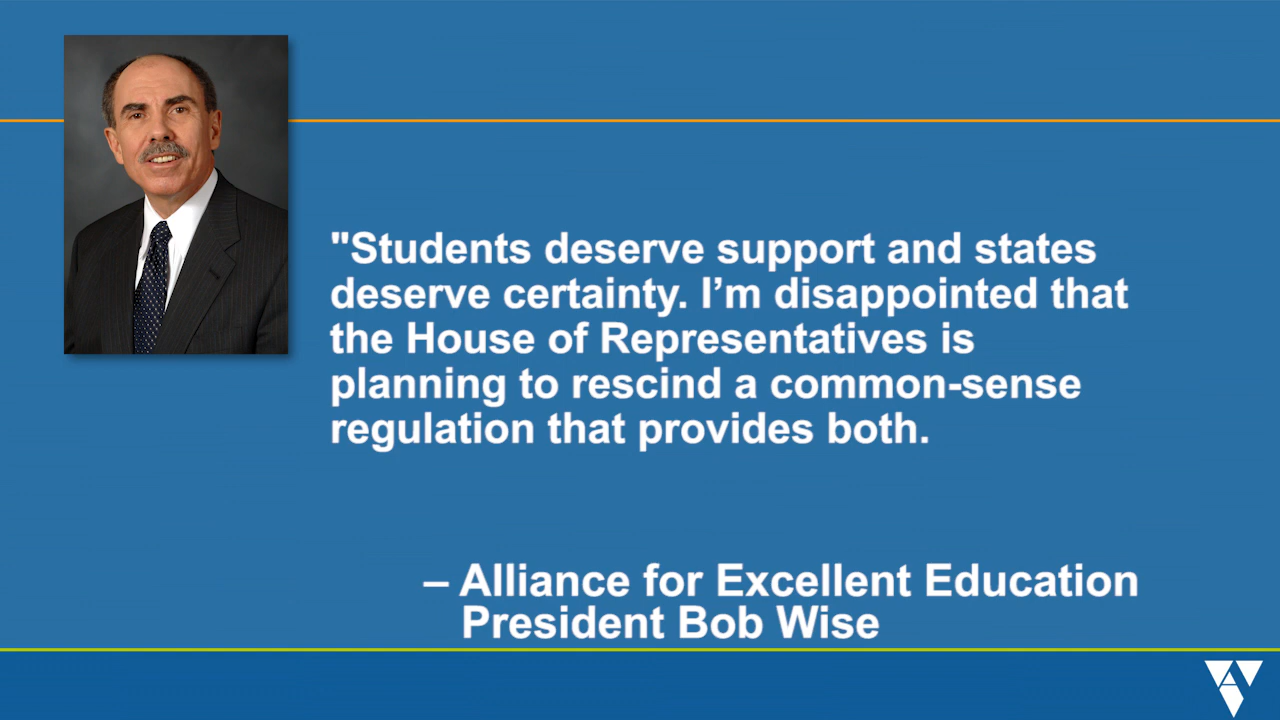 "Students deserve support and states
deserve certainty. I’m disappointed that
the House of Representatives is
planning to rescind a common-sense
regulation that provides both.
– Alliance for Excellent Education
President Bob Wise